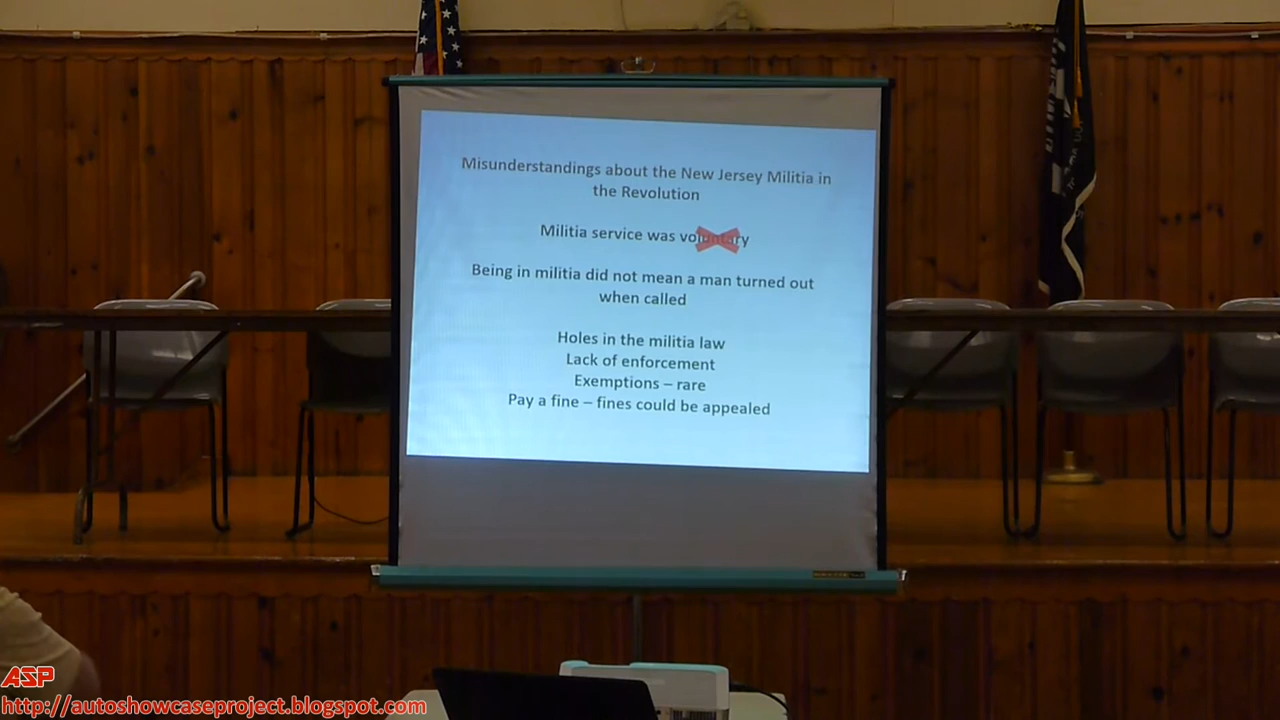 Misunderstandings about the New Jersey Militia in
the Revolution
Militia service was voluntary
Being in militia did not mean a man turned out
when called
Holes in the militia law
Lack of enforcement
Exemptions – rare
Pay a fine – fines could be appealed
ASP
http://autoshowcaseproject.blogspot.com